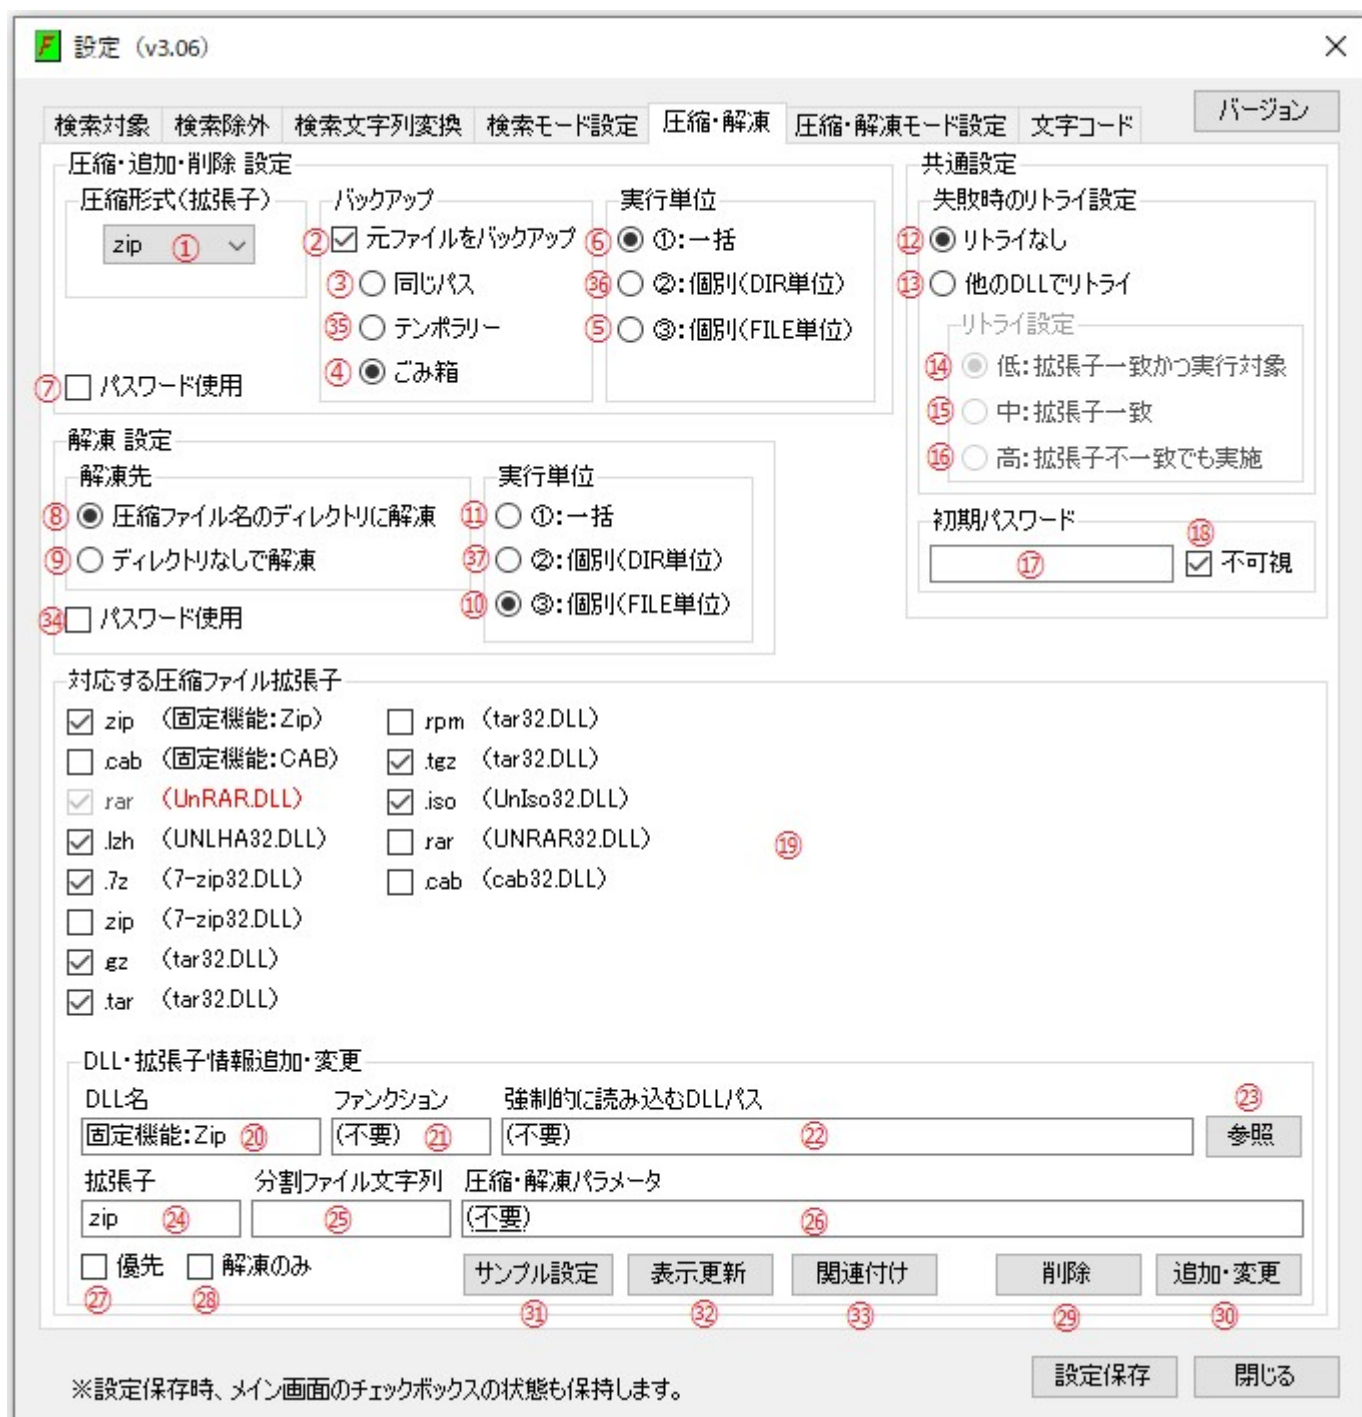 F 設定（v3.06）
バージョン
検索対象 検索除外 検索文字列変換 検索モード設定 圧縮・解凍 圧縮・解凍モード設定 文字コード
圧縮・追加・削除 設定
圧縮形式(拡張子)
zip ①
⑦ パスワード使用
バックアップ
② 元ファイルをバックアップ
③ 同じパス
㉟ テンポラリー
④ ごみ箱
実行単位
⑥ ①：一括
㊱ ②：個別(DIR単位)
⑤ ③：個別(FILE単位)
共通設定
失敗時のリトライ設定
⑫ リトライなし
⑬ 他のDLLでリトライ
リトライ設定
⑭ 低：拡張子一致かつ実行対象
⑮ 中：拡張子一致
⑯ 高：拡張子不一致でも実施
初期パスワード
⑰
⑱
不可視
解凍 設定
解凍先
⑧ 圧縮ファイル名のディレクトリに解凍
⑨ ディレクトリなしで解凍
㉞ パスワード使用
実行単位
⑪ ①：一括
㊲ ②：個別(DIR単位)
⑩ ③：個別(FILE単位)
対応する圧縮ファイル拡張子
.zip (固定機能：Zip)
.cab (固定機能：CAB)
.rar (UnRAR.DLL)
.lzh (UNLHA32.DLL)
.7z (7-zip32.DLL)
.zip (7-zip32.DLL)
.gz (tar32.DLL)
.tar (tar32.DLL)
.rpm (tar32.DLL)
.tgz (tar32.DLL)
.iso (UnIso32.DLL)
.rar (UNRAR32.DLL)
.cab (cab32.DLL)
⑲
DLL・拡張子情報追加・変更
DLL名 ファンクション 強制的に読み込むDLLパス ㉓
固定機能：Zip ⑳ (不要) ㉑ (不要) ㉒ 参照
拡張子 分割ファイル文字列 圧縮・解凍パラメータ
.zip ㉔ ㉕ (不要) ㉖
優先 解凍のみ サンプル設定 表示更新 関連付け 削除 追加・変更
㉗ ㉘ ㉛ ㉜ ㉝ ㉙ ㉚
※設定保存時、メイン画面のチェックボックスの状態も保持します。
設定保存 閉じる